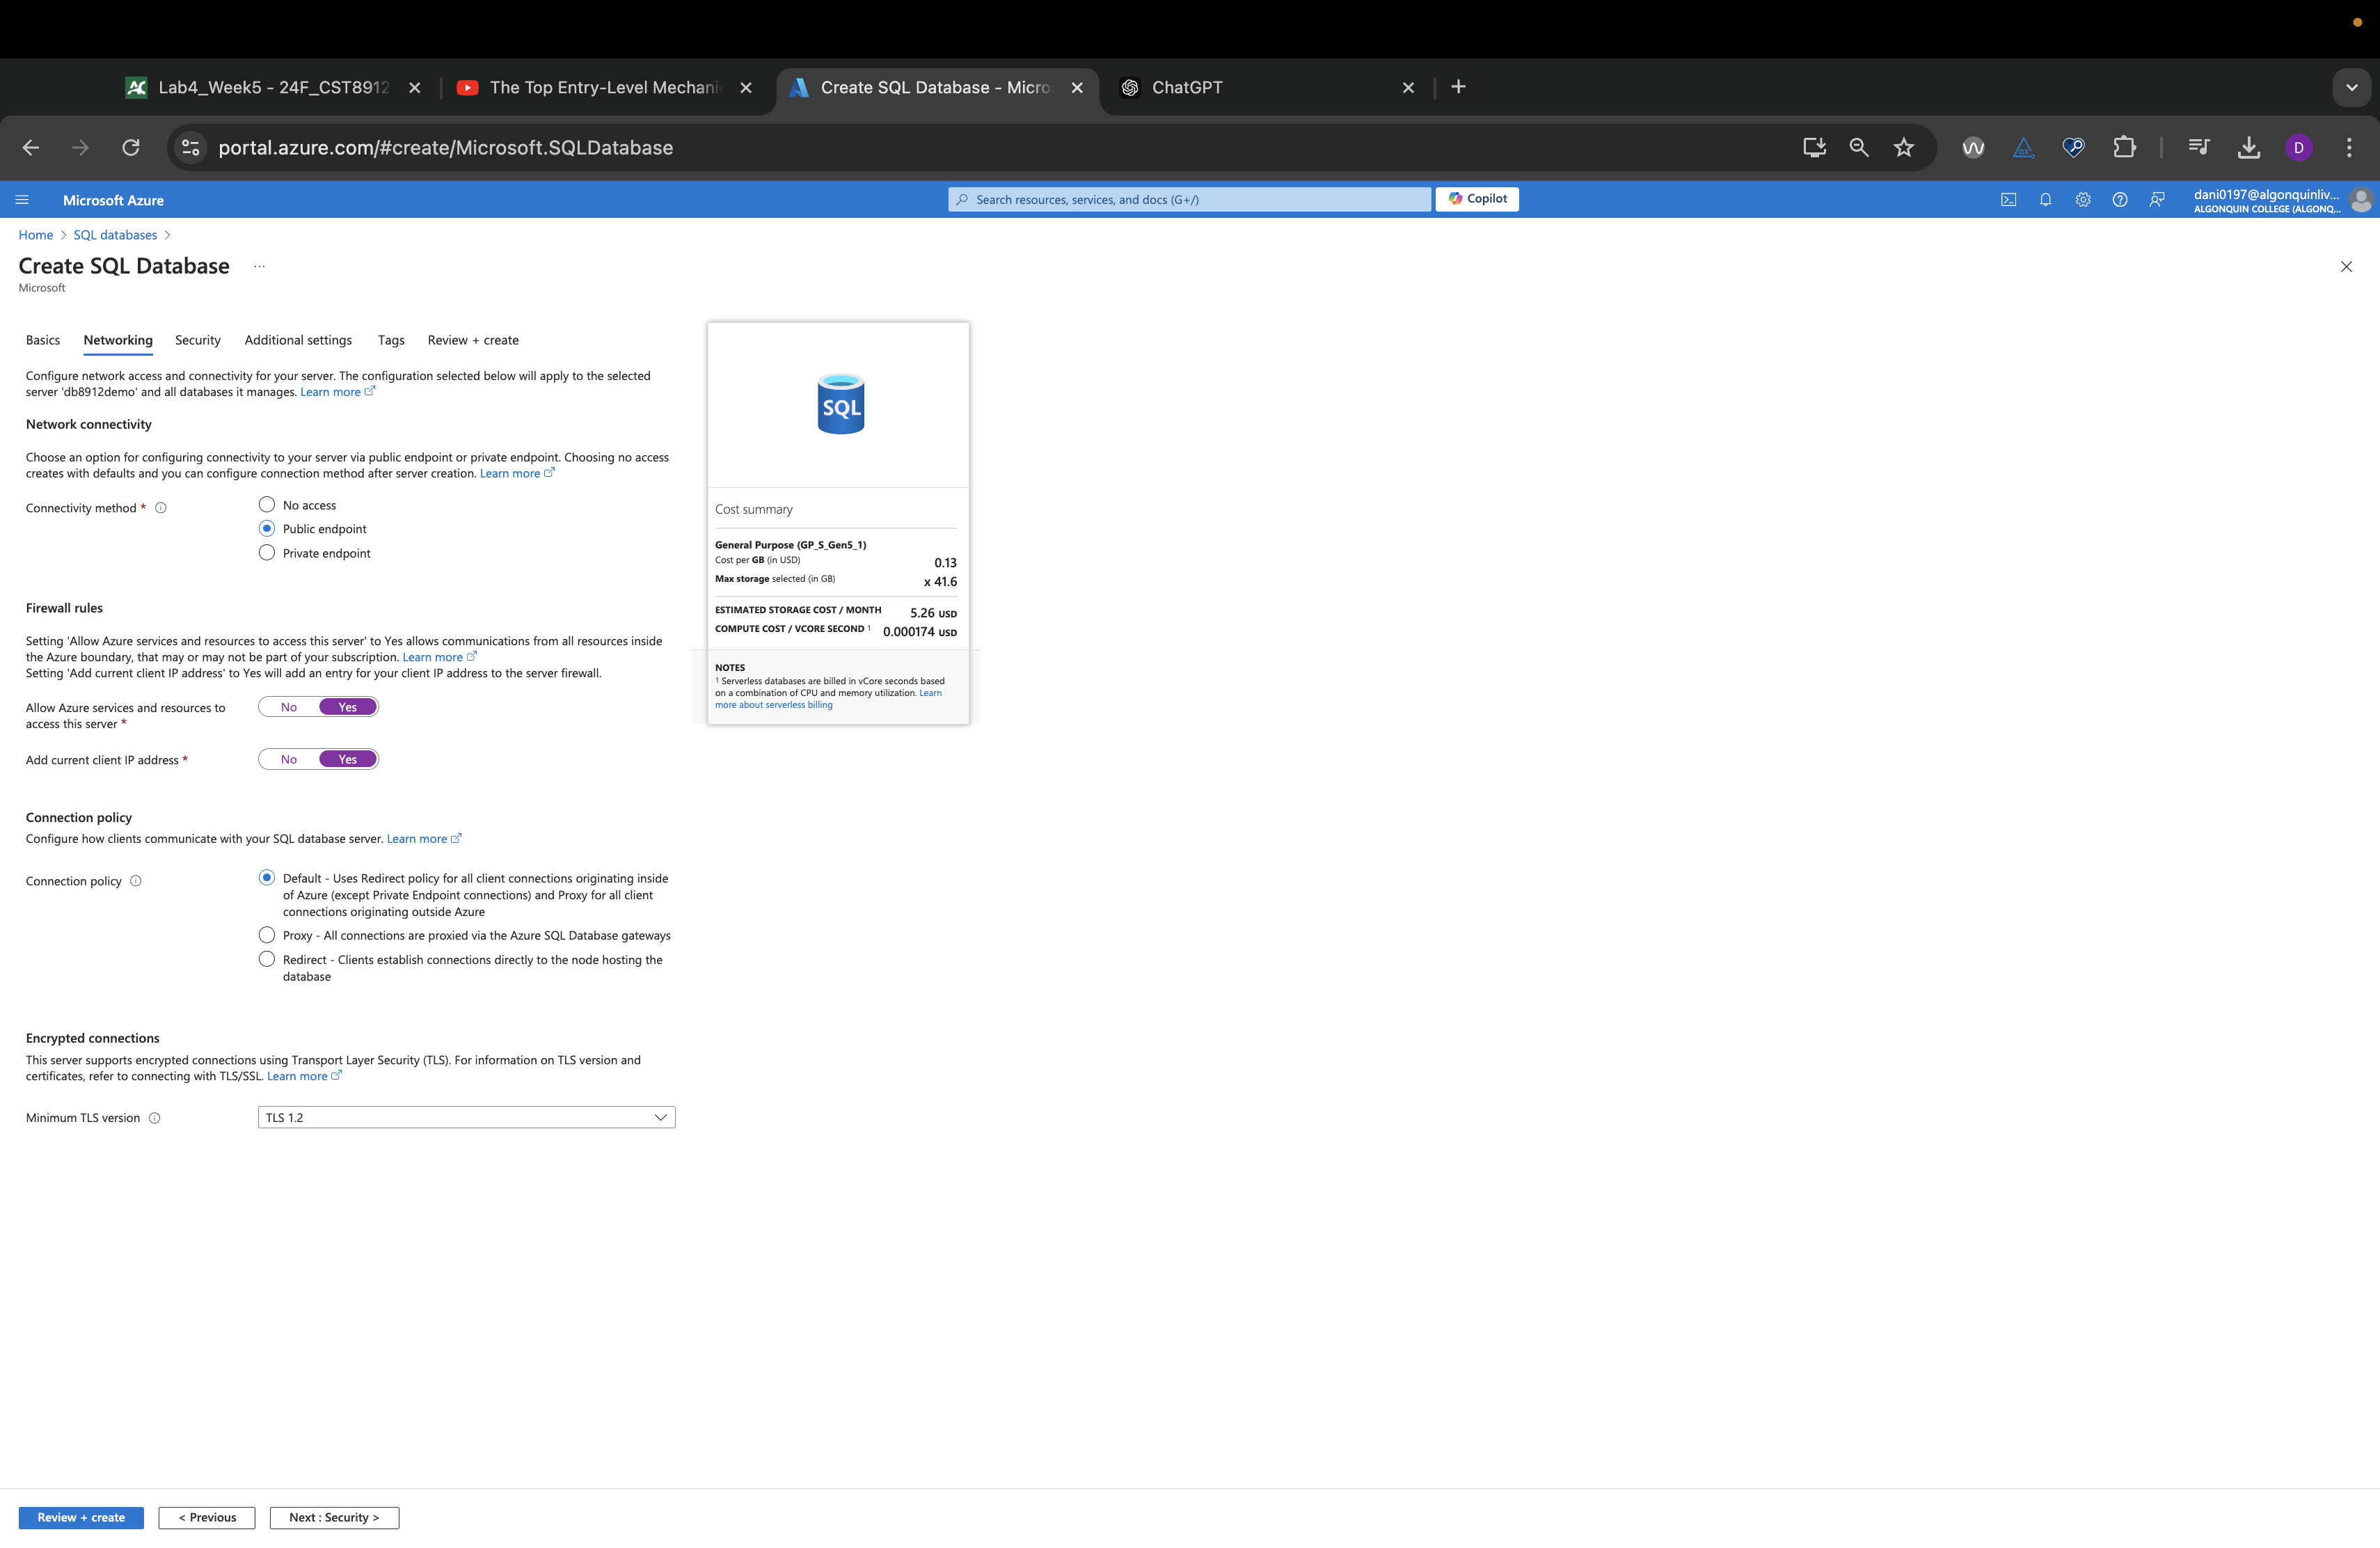 Lab4_Week5 - 24F_CST8912
The Top Entry-Level Mechani
Create SQL Database - Micro
ChatGPT
portal.azure.com/#create/Microsoft.SQLDatabase
D
Microsoft Azure
Search resources, services, and docs (G+/)
Copilot
dani0197@algonquinliv...
ALGONQUIN COLLEGE (ALGONQ...
Home > SQL databases >
Create SQL Database ...
Microsoft
Basics Networking Security Additional settings Tags Review + create
Configure network access and connectivity for your server. The configuration selected below will apply to the selected
server 'db8912demo' and all databases it manages. Learn more
Network connectivity
Choose an option for configuring connectivity to your server via public endpoint or private endpoint. Choosing no access
creates with defaults and you can configure connection method after server creation. Learn more
Connectivity method *
No access
Public endpoint
Private endpoint
Firewall rules
Setting 'Allow Azure services and resources to access this server' to Yes allows communications from all resources inside
the Azure boundary, that may or may not be part of your subscription. Learn more
Setting 'Add current client IP address' to Yes will add an entry for your client IP address to the server firewall.
Allow Azure services and resources to
access this server *
No Yes
Add current client IP address *
No Yes
Connection policy
Configure how clients communicate with your SQL database server. Learn more
Connection policy
Default - Uses Redirect policy for all client connections originating inside
of Azure (except Private Endpoint connections) and Proxy for all client
connections originating outside Azure
Proxy - All connections are proxied via the Azure SQL Database gateways
Redirect - Clients establish connections directly to the node hosting the
database
Encrypted connections
This server supports encrypted connections using Transport Layer Security (TLS). For information on TLS version and
certificates, refer to connecting with TLS/SSL. Learn more
Minimum TLS version
TLS 1.2
SQL
Cost summary
General Purpose (GP_S_Gen5_1)
Cost per GB (in USD) 0.13
Max storage selected (in GB) x 41.6
ESTIMATED STORAGE COST / MONTH 5.26 USD
COMPUTE COST / VCORE SECOND ¹ 0.000174 USD
NOTES
¹ Serverless databases are billed in vCore seconds based
on a combination of CPU and memory utilization. Learn
more about serverless billing
Review + create
< Previous
Next : Security >